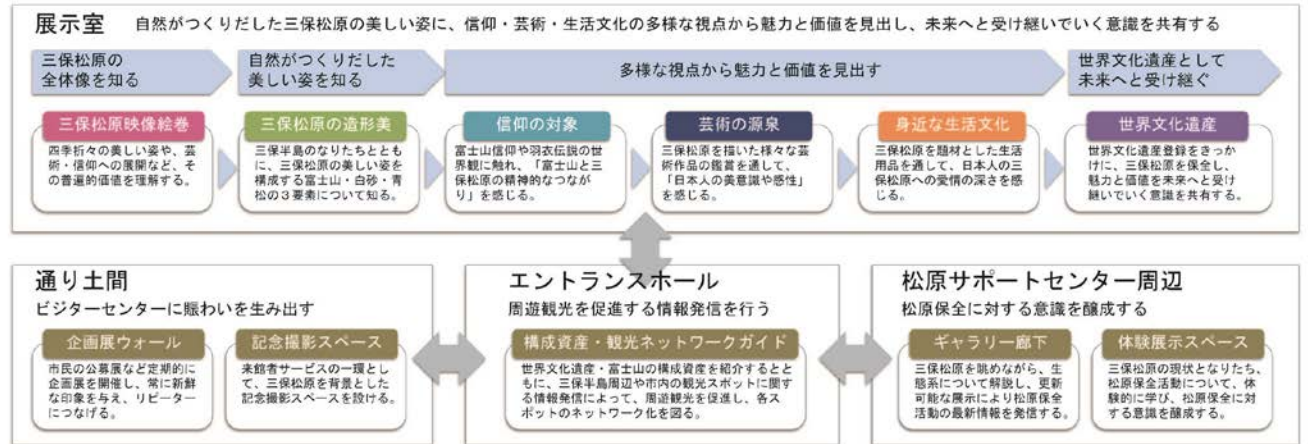 展示室 自然がつくりだした三保松原の美しい姿に、信仰・芸術・生活文化の多様な視点から魅力と価値を見出し、未来へと受け継いでいく意識を共有する
三保松原の
全体像を知る
自然がつくりだした
美しい姿を知る
多様な視点から魅力と価値を見出す
世界文化遺産として
未来へと受け継ぐ
三保松原映像絵巻
四季折々の美しい姿や、芸
術・信仰への展開など、そ
の普遍的価値を理解する。
三保松原の造形美
三保半島のなりたちととも
に、三保松原の美しい姿を
構成する富士山・白砂・青
松の3要素について知る。
信仰の対象
富士山信仰や羽衣伝説の世
界観に触れ、「富士山と三
保松原の精神的なつなが
り」を感じる。
芸術の源泉
三保松原を描いた様々な芸
術作品の鑑賞を通して、
「日本人の美意識や感性」
を感じる。
身近な生活文化
三保松原を題材とした生活
用品を通して、日本人の三
保松原への愛情の深さを感
じる。
世界文化遺産
世界文化遺産登録をきっか
けに、三保松原を保全し、
魅力と価値を未来へと受け
継いでいく意識を共有する。
通り土間
ビジターセンターに賑わいを生み出す
企画展ウォール
市民の公募展など定期的に
企画展を開催し、常に新鮮
な印象を与え、リピーター
につなげる。
記念撮影スペース
来館者サービスの一環とし
て、三保松原を背景とした
記念撮影スペースを設ける。
エントランスホール
周遊観光を促進する情報発信を行う
構成資産・観光ネットワークガイド
世界文化遺産・富士山の構成資産を紹介するとと
もに、三保半島周辺や市内の観光スポットに関す
る情報発信によって、周遊観光を促進し、各ス
ポットのネットワーク化を図る。
松原サポートセンター周辺
松原保全に対する意識を醸成する
ギャラリー廊下
三保松原を眺めながら、生
態系について解説し、更新
可能な展示により松原保全
活動の最新情報を発信する。
体験展示スペース
三保松原の現状となりたち、
松原保全活動について、体
験的に学び、松原保全に対
する意識を醸成する。